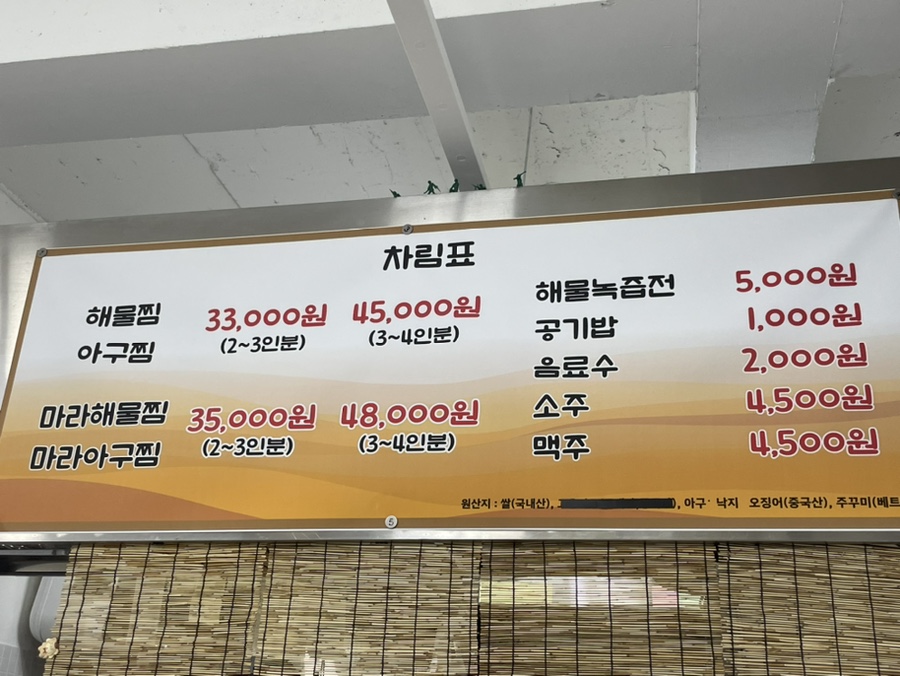 차림표
해물찜 33,000원 45,000원
아구찜 (2~3인분) (3~4인분)
마라해물찜 35,000원 48,000원
마라아구찜 (2~3인분) (3~4인분)
해물녹즙전 5,000원
공기밥 1,000원
음료수 2,000원
소주 4,500원
맥주 4,500원
원산지 : 쌀(국내산), ), 아구· 낙지 오징어(중국산), 주꾸미(베트
5